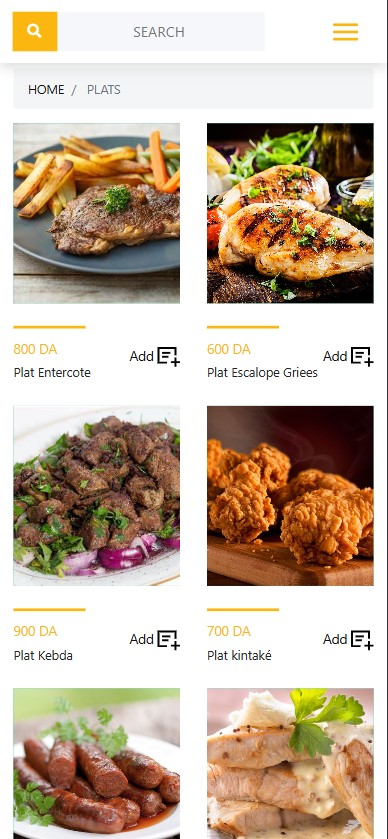 SEARCH
HOME / PLATS
800 DA
Add
Plat Entercote
600 DA
Add
Plat Escalope Griees
900 DA
Add
Plat Kebda
700 DA
Add
Plat kintaké